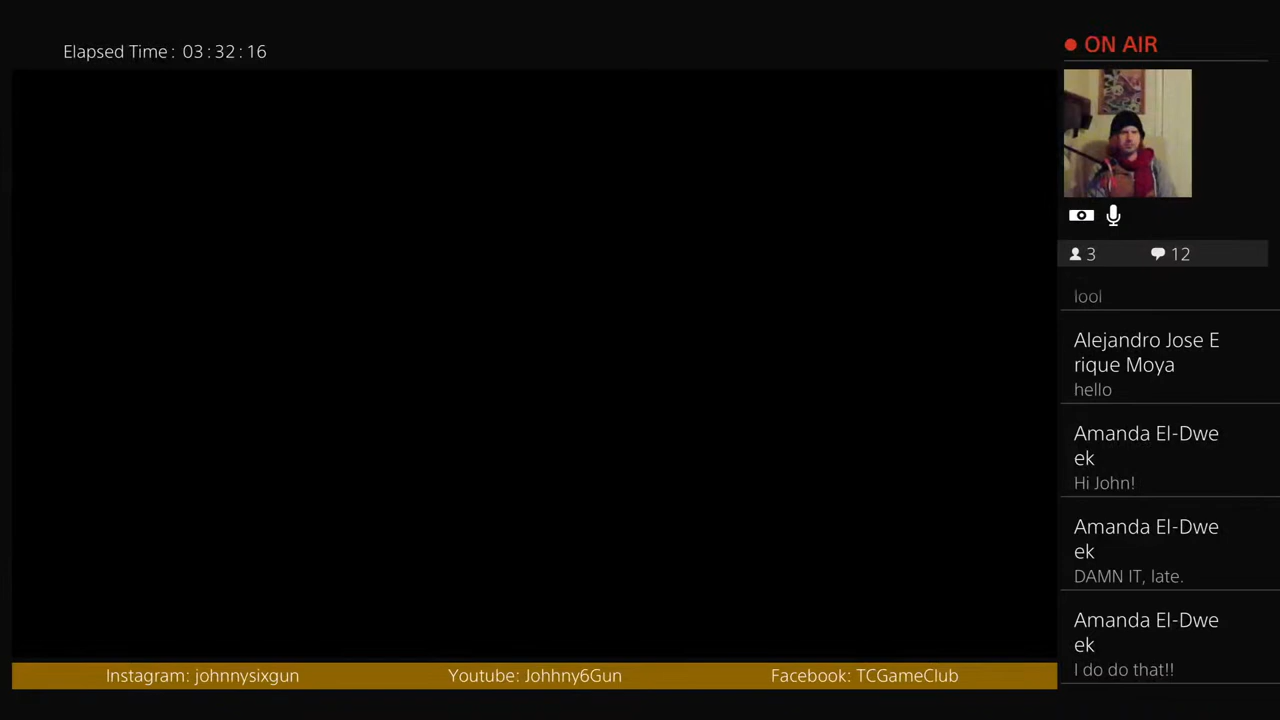 Elapsed Time: 03:32:16
ON AIR
3 12
lool
Alejandro Jose E
rique Moya
hello
Amanda El-Dwe
ek
Hi John!
Amanda El-Dwe
ek
DAMN IT, late.
Amanda El-Dwe
ek
I do do that!!
Instagram: johnnysixgun Youtube: Johhny6Gun Facebook: TCGameClub